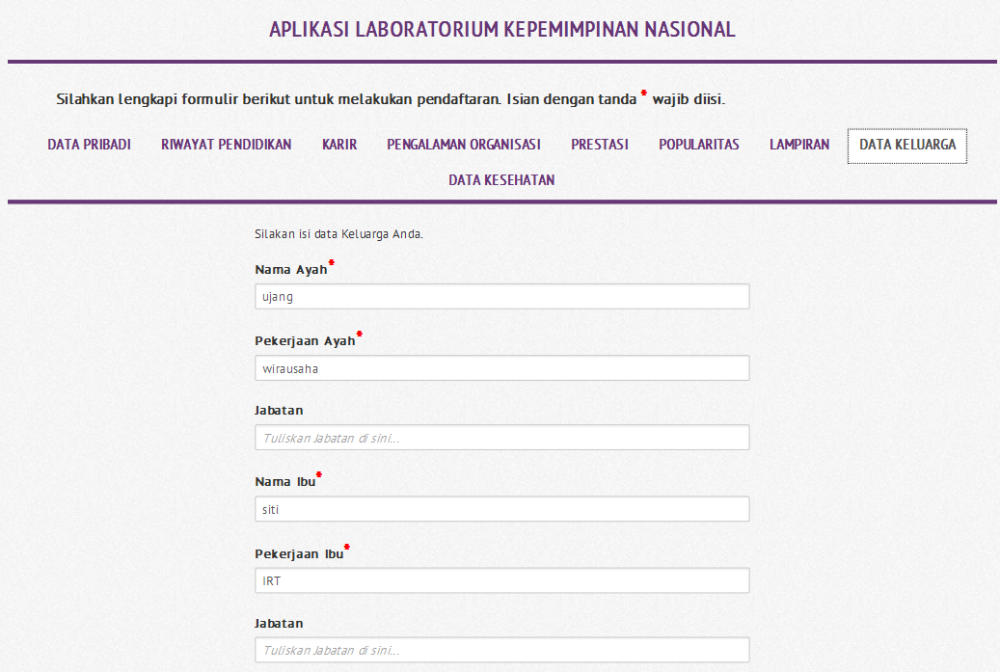 APLIKASI LABORATORIUM KEPEMIMPINAN NASIONAL
Silahkan lengkapi formulir berikut untuk melakukan pendaftaran. Isian dengan tanda * wajib diisi.
DATA PRIBADI RIWAYAT PENDIDIKAN KARIR PENGALAMAN ORGANISASI PRESTASI POPULARITAS LAMPIRAN DATA KELUARGA
DATA KESEHATAN
Silakan isi data Keluarga Anda.
Nama Ayah*
ujang
Pekerjaan Ayah*
wirausaha
Jabatan
Tuliskan Jabatan di sini...
Nama Ibu*
siti
Pekerjaan Ibu*
IRT
Jabatan
Tuliskan Jabatan di sini...